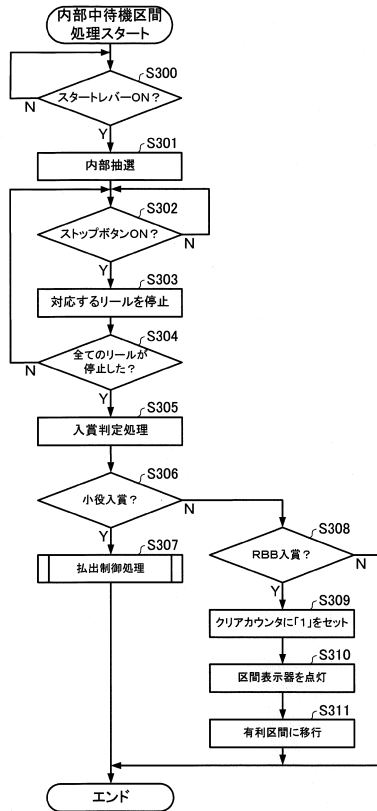 内部中待機区間
処理スタート
S300
スタートレバーON？
N
Y
S301
内部抽選
S302
ストップボタンON？
N
Y
S303
対応するリールを停止
S304
全てのリールが
停止した？
N
Y
S305
入賞判定処理
S306
小役入賞？
N
Y
S307
払出制御処理
S308
RBB入賞？
N
Y
S309
クリアカウンタに「1」をセット
S310
区間表示器を点灯
S311
有利区間に移行
エンド